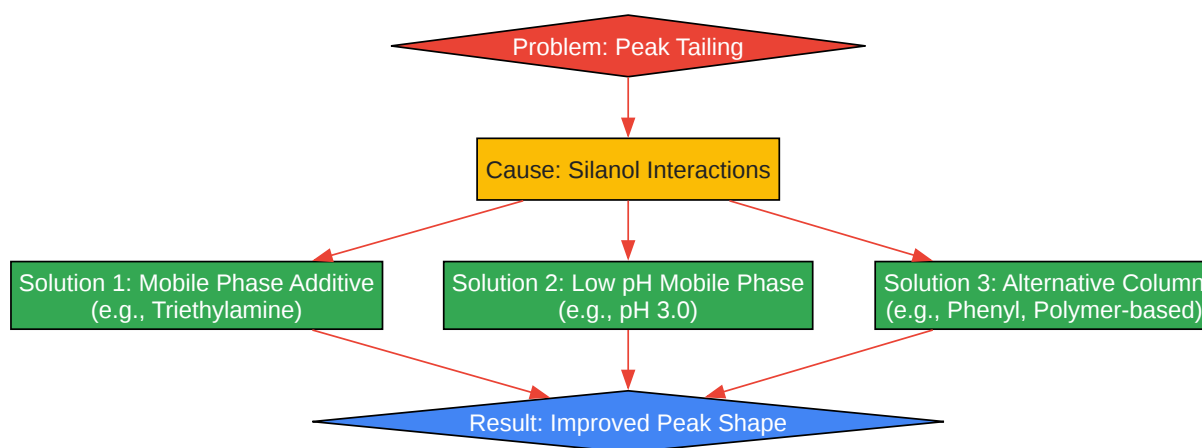 Problem: Peak Tailing
Cause: Silanol Interactions
Solution 1: Mobile Phase Additive
(e.g., Triethylamine)
Solution 2: Low pH Mobile Phase
(e.g., pH 3.0)
Solution 3: Alternative Column
(e.g., Phenyl, Polymer-based)
Result: Improved Peak Shape